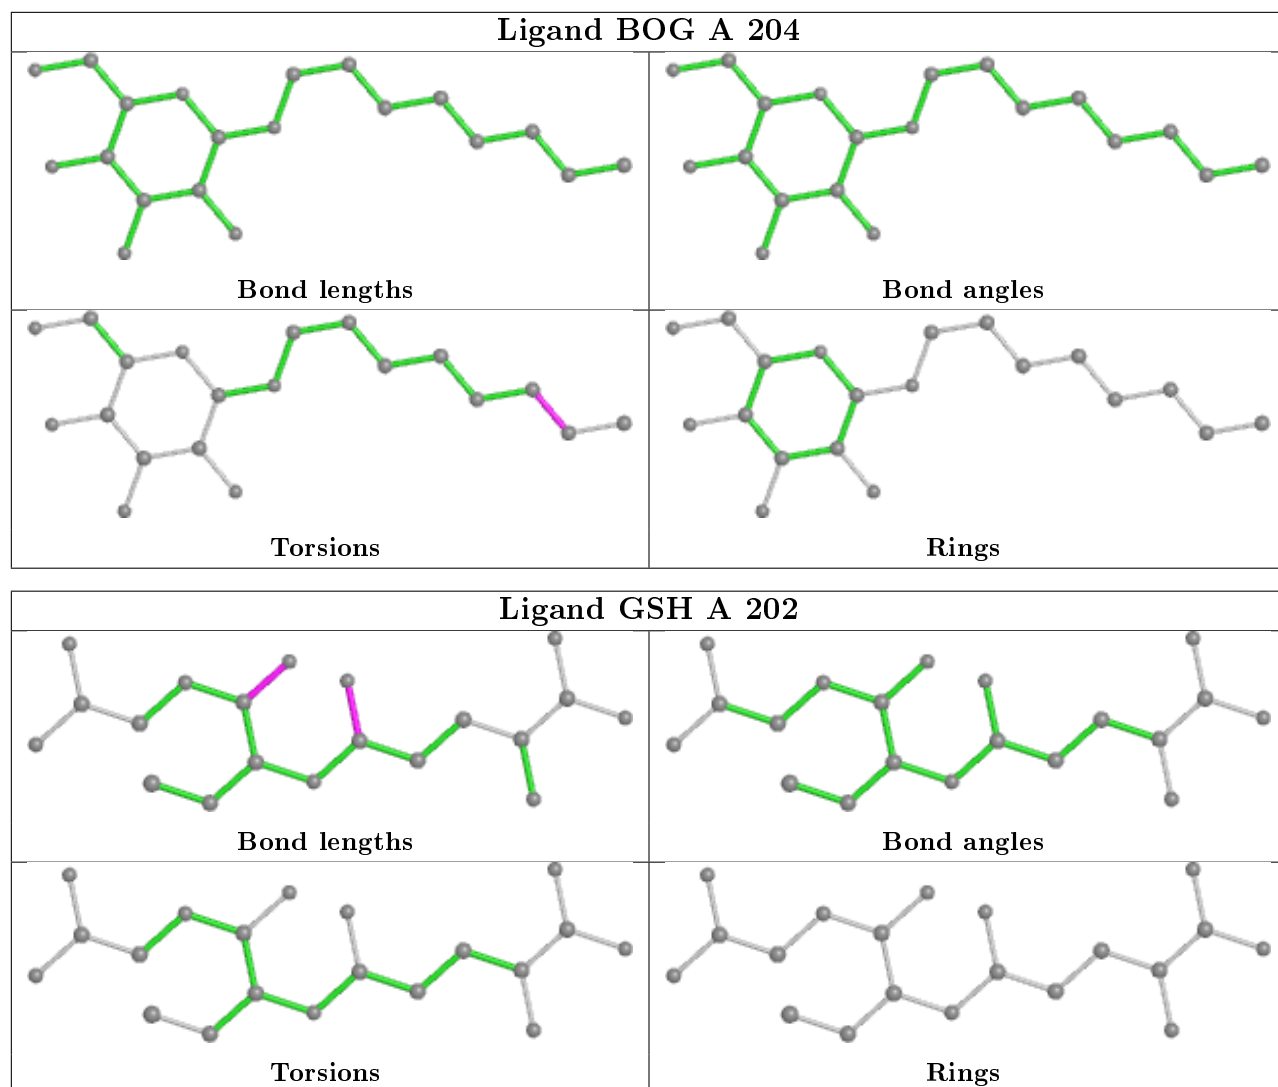 Ligand BOG A 204
Bond lengths
Bond angles
Torsions
Rings
Ligand GSH A 202
Bond lengths
Bond angles
Torsions
Rings